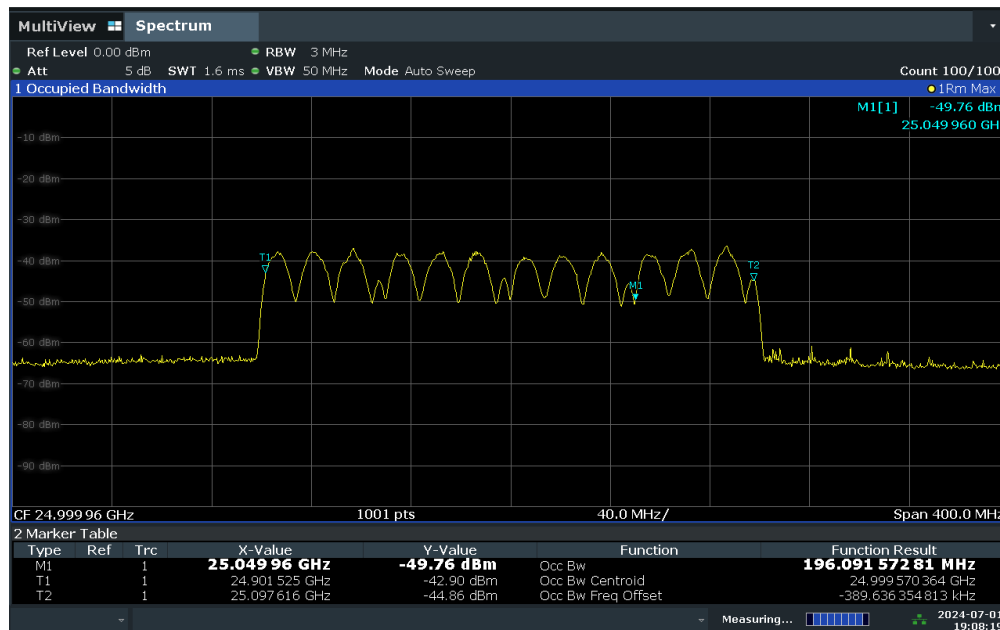 MultiView Spectrum
Ref Level 0.00 dBm RBW 3 MHz
Att 5 dB SWT 1.6 ms VBW 50 MHz Mode Auto Sweep Count 100/100
1 Occupied Bandwidth 1Rm Max
M1[1] -49.76 dBm
25.049 960 GH
-10 dBm
-20 dBm
-30 dBm
-40 dBm
T1
T2
M1
-50 dBm
-60 dBm
-70 dBm
-80 dBm
-90 dBm
CF 24.999 96 GHz 1001 pts 40.0 MHz/ Span 400.0 MHz
2 Marker Table
Type Ref Trc X-Value Y-Value Function Function Result
M1 1 25.049 96 GHz -49.76 dBm Occ Bw 196.091 572 81 MHz
T1 1 24.901 525 GHz -42.90 dBm Occ Bw Centroid 24.999 570 364 GHz
T2 1 25.097 616 GHz -44.86 dBm Occ Bw Freq Offset -389.636 354 813 kHz
Measuring... 2024-07-01
19:08:19